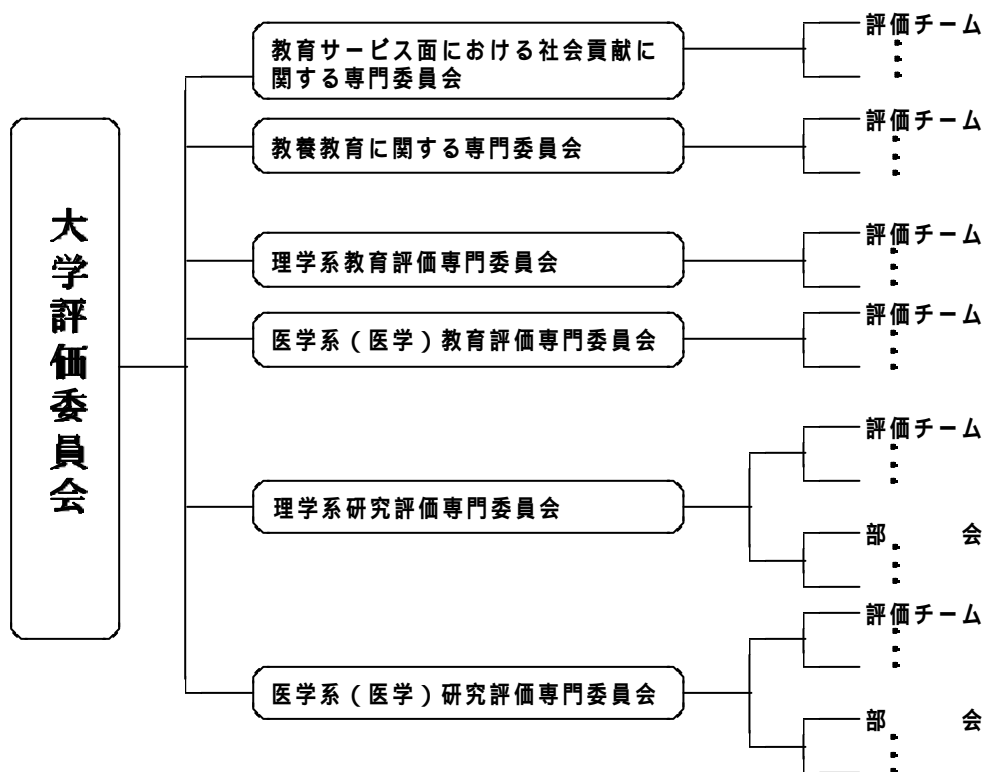 大学評価委員会
教育サービス面における社会貢献に
関する専門委員会
評価チーム
教養教育に関する専門委員会
評価チーム
理学系教育評価専門委員会
評価チーム
医学系（医学）教育評価専門委員会
評価チーム
理学系研究評価専門委員会
評価チーム
部　　会
医学系（医学）研究評価専門委員会
評価チーム
部　　会